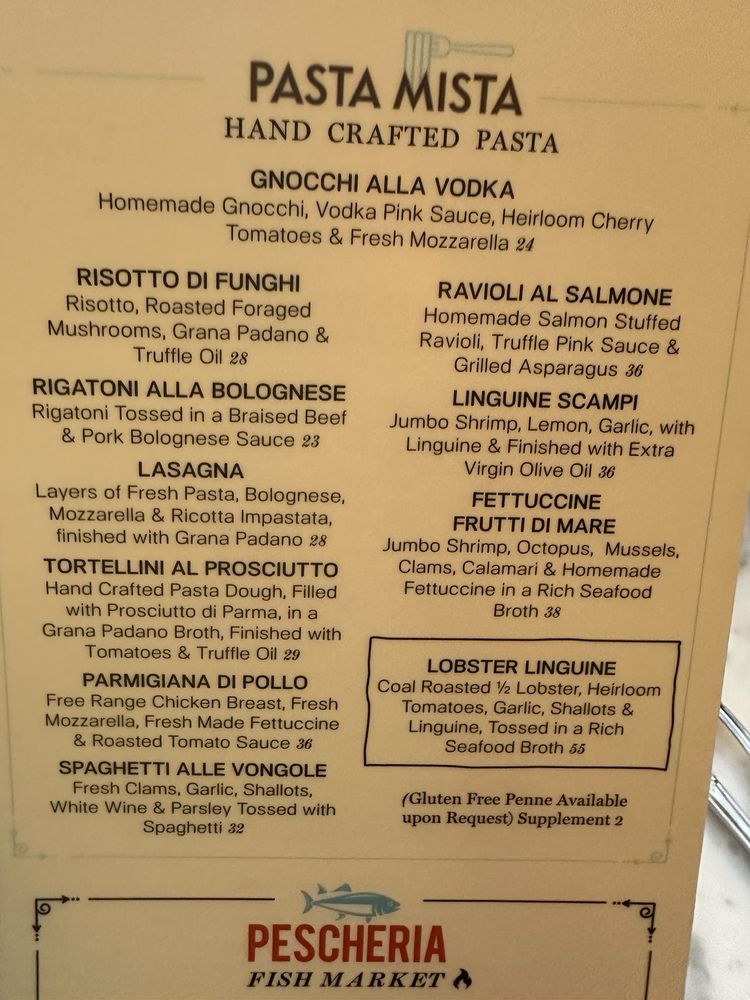 PASTA MISTA
HAND CRAFTED PASTA
GNOCCHI ALLA VODKA
Homemade Gnocchi, Vodka Pink Sauce, Heirloom Cherry
Tomatoes & Fresh Mozzarella 24
RISOTTO DI FUNGHI
Risotto, Roasted Foraged
Mushrooms, Grana Padano &
Truffle Oil 28
RIGATONI ALLA BOLOGNESE
Rigatoni Tossed in a Braised Beef
& Pork Bolognese Sauce 23
LASAGNA
Layers of Fresh Pasta, Bolognese,
Mozzarella & Ricotta Impastata,
finished with Grana Padano 28
TORTELLINI AL PROSCIUTTO
Hand Crafted Pasta Dough, Filled
with Prosciutto di Parma, in a
Grana Padano Broth, Finished with
Tomatoes & Truffle Oil 29
PARMIGIANA DI POLLO
Free Range Chicken Breast, Fresh
Mozzarella, Fresh Made Fettuccine
& Roasted Tomato Sauce 36
SPAGHETTI ALLE VONGOLE
Fresh Clams, Garlic, Shallots,
White Wine & Parsley Tossed with
Spaghetti 32
RAVIOLI AL SALMONE
Homemade Salmon Stuffed
Ravioli, Truffle Pink Sauce &
Grilled Asparagus 36
LINGUINE SCAMPI
Jumbo Shrimp, Lemon, Garlic, with
Linguine & Finished with Extra
Virgin Olive Oil 36
FETTUCCINE
FRUTTI DI MARE
Jumbo Shrimp, Octopus, Mussels,
Clams, Calamari & Homemade
Fettuccine in a Rich Seafood
Broth 38
LOBSTER LINGUINE
Coal Roasted ½ Lobster, Heirloom
Tomatoes, Garlic, Shallots &
Linguine, Tossed in a Rich
Seafood Broth 55
(Gluten Free Penne Available
upon Request) Supplement 2
PESCHERIA
FISH MARKET